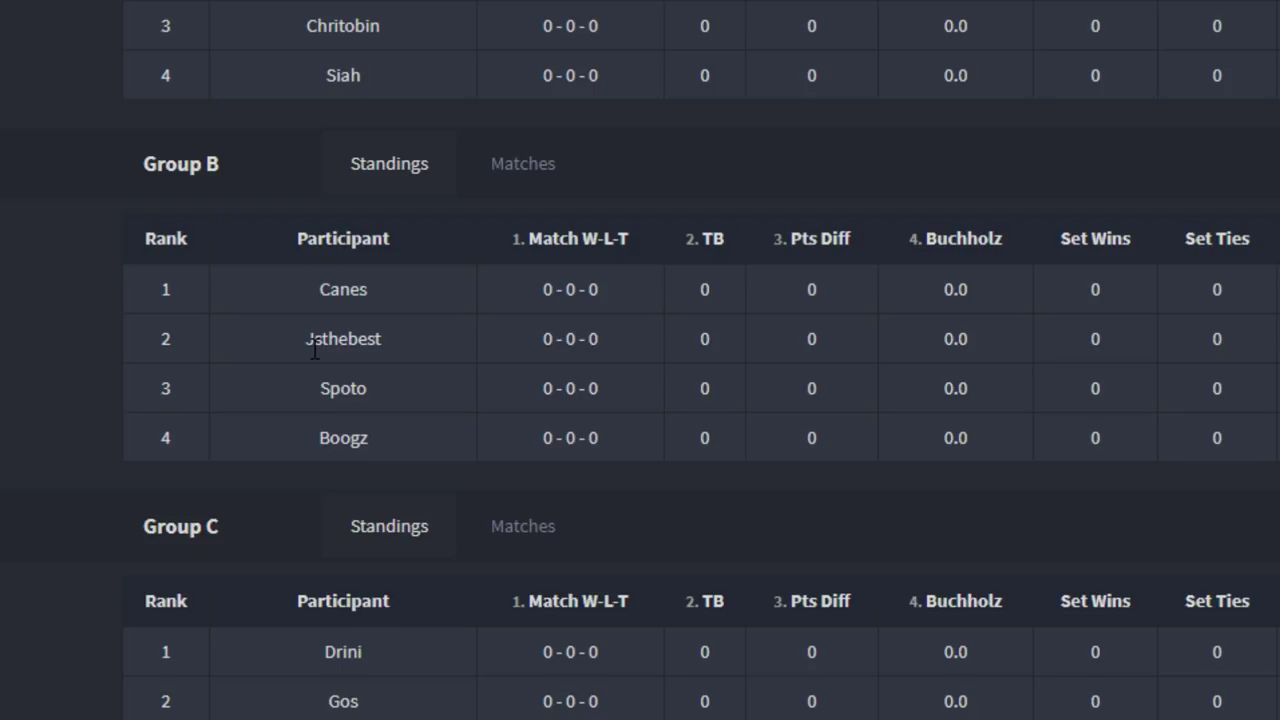 3 Chritobin 0 - 0 - 0 0 0 0.0 0 0
4 Siah 0 - 0 - 0 0 0 0.0 0 0
Group B Standings Matches
Rank Participant 1. Match W-L-T 2. TB 3. Pts Diff 4. Buchholz Set Wins Set Ties
1 Canes 0 - 0 - 0 0 0 0.0 0 0
2 Jsthebest 0 - 0 - 0 0 0 0.0 0 0
3 Spoto 0 - 0 - 0 0 0 0.0 0 0
4 Boogz 0 - 0 - 0 0 0 0.0 0 0
Group C Standings Matches
Rank Participant 1. Match W-L-T 2. TB 3. Pts Diff 4. Buchholz Set Wins Set Ties
1 Drini 0 - 0 - 0 0 0 0.0 0 0
2 Gos 0 - 0 - 0 0 0 0.0 0 0